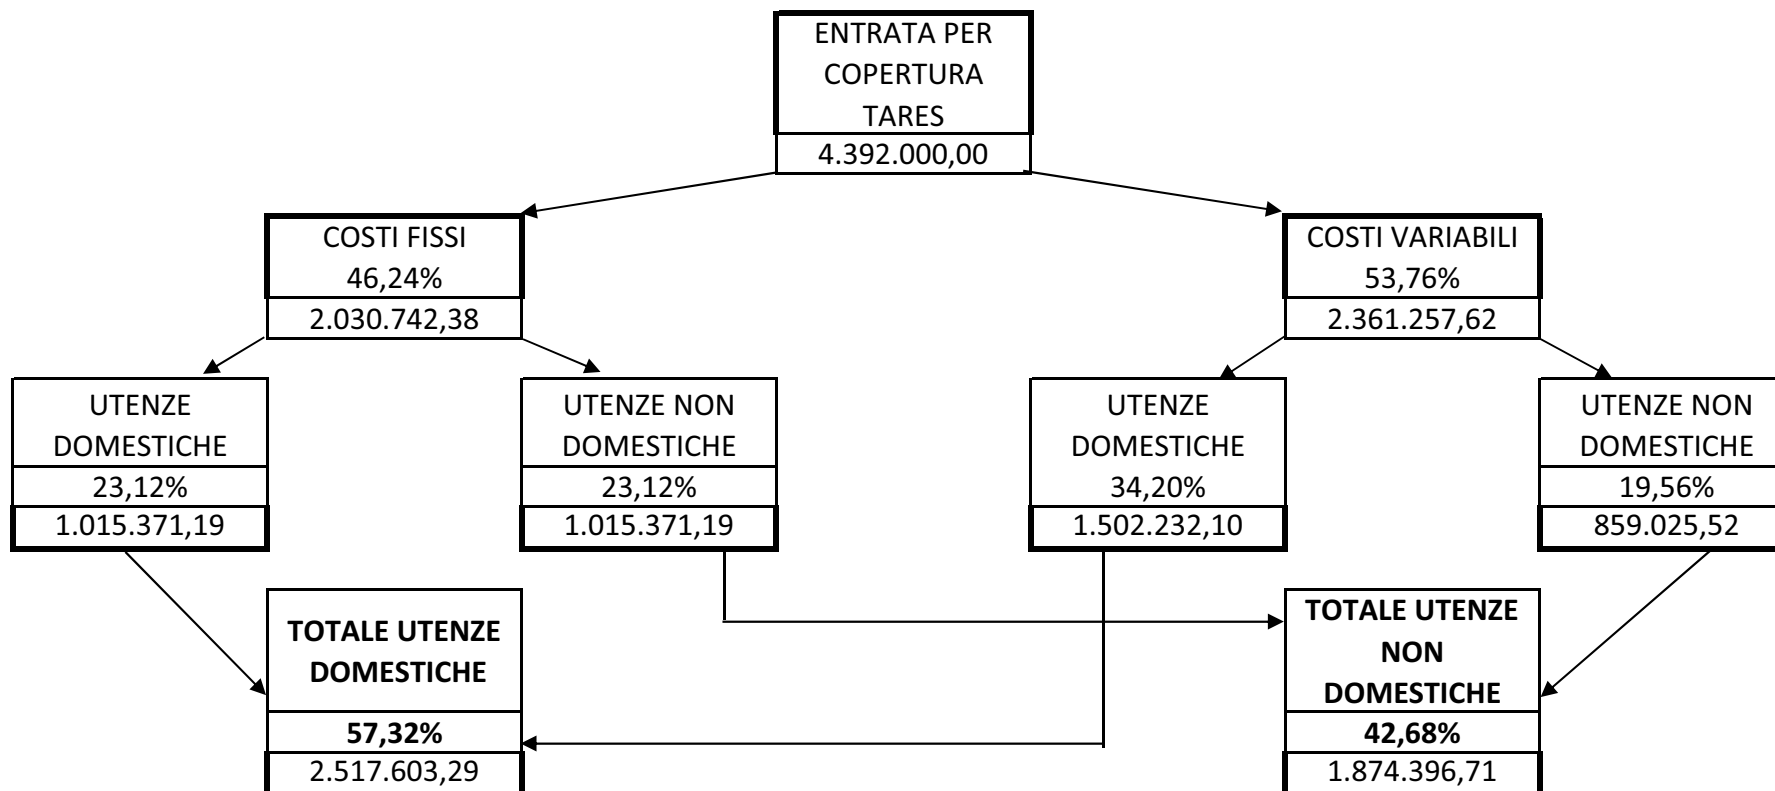 ENTRATA PER
COPERTURA
TARES
4.392.000,00
COSTI FISSI
46,24%
2.030.742,38
COSTI VARIABILI
53,76%
2.361.257,62
UTENZE
DOMESTICHE
23,12%
1.015.371,19
UTENZE NON
DOMESTICHE
23,12%
1.015.371,19
UTENZE
DOMESTICHE
34,20%
1.502.232,10
UTENZE NON
DOMESTICHE
19,56%
859.025,52
TOTALE UTENZE
DOMESTICHE
57,32%
2.517.603,29
TOTALE UTENZE
NON
DOMESTICHE
42,68%
1.874.396,71